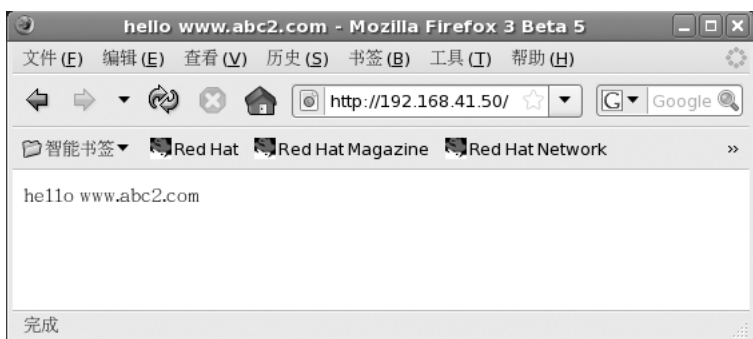 hello www.abc2.com - Mozilla Firefox 3 Beta 5
文件(F) 编辑(E) 查看(V) 历史(S) 书签(B) 工具(T) 帮助(H)
http://192.168.41.50/ G Google
智能书签 Red Hat Red Hat Magazine Red Hat Network »
hello www.abc2.com
完成